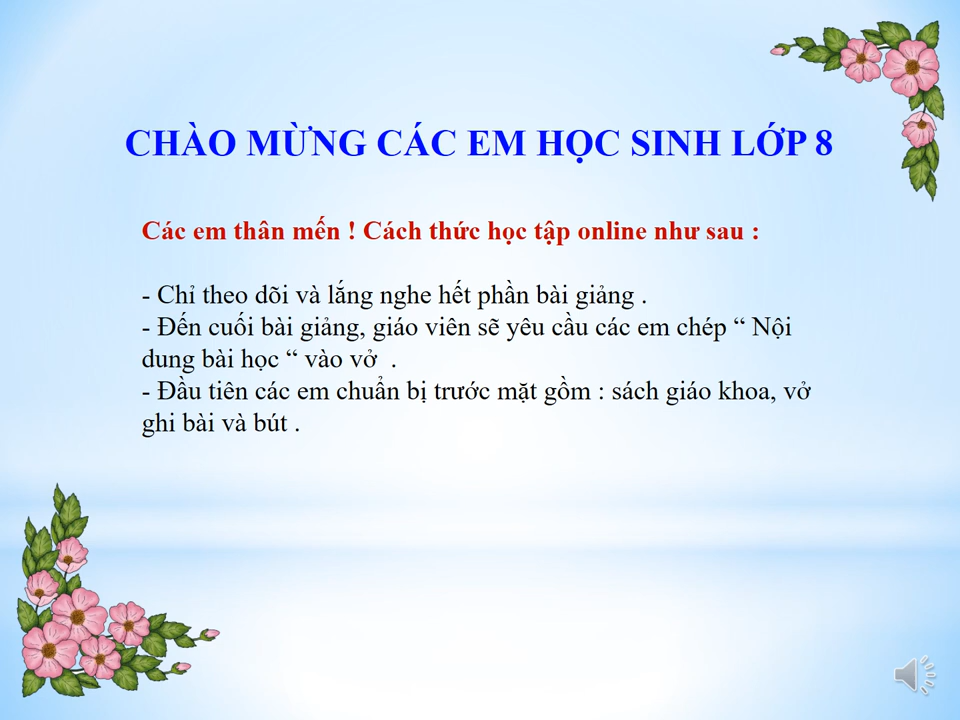 CHÀO MỪNG CÁC EM HỌC SINH LỚP 8
Các em thân mến ! Cách thức học tập online như sau :
- Chỉ theo dõi và lắng nghe hết phần bài giảng .
- Đến cuối bài giảng, giáo viên sẽ yêu cầu các em chép “ Nội
dung bài học “ vào vở .
- Đầu tiên các em chuẩn bị trước mặt gồm : sách giáo khoa, vở
ghi bài và bút .